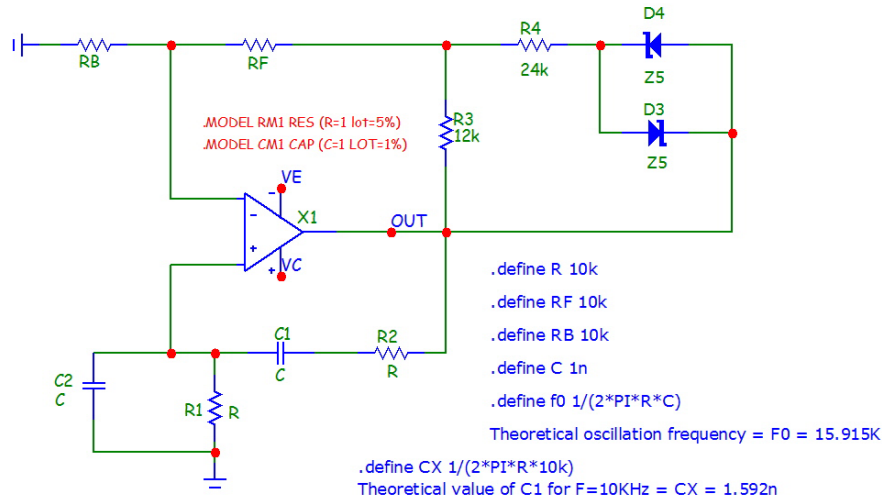 D4
R4
RB
RF
24k
Z5
.MODEL RM1 RES (R=1 lot=5%)
.MODEL CM1 CAP (C=1 LOT=1%)
R3
12k
D3
Z5
VE
-
-
X1
OUT
+
+
VC
.define R 10k
.define RF 10k
.define RB 10k
.define C 1n
.define f0 1/(2*PI*R*C)
Theoretical oscillation frequency = F0 = 15.915K
C1
C
R2
R
C2
C
R1
R
.define CX 1/(2*PI*R*10k)
Theoretical value of C1 for F=10KHz = CX = 1.592n